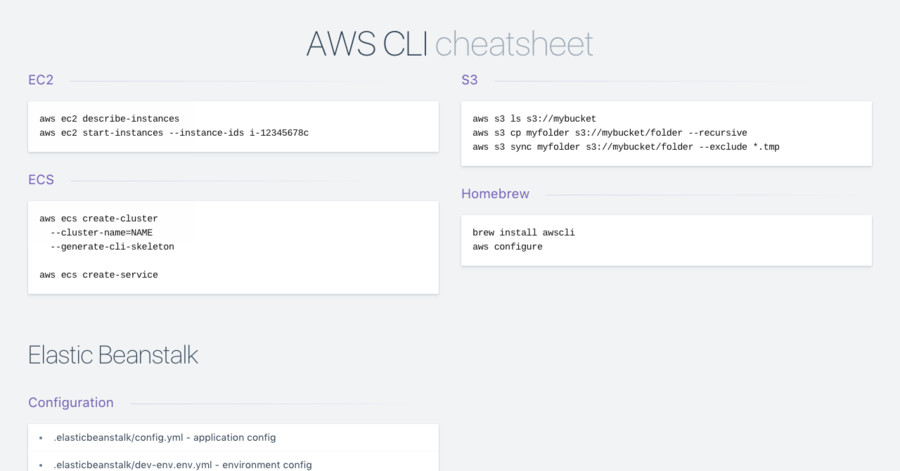 AWS CLI cheatsheet
EC2
aws ec2 describe-instances
aws ec2 start-instances --instance-ids i-12345678c
ECS
aws ecs create-cluster
--cluster-name=NAME
--generate-cli-skeleton
aws ecs create-service
S3
aws s3 ls s3://mybucket
aws s3 cp myfolder s3://mybucket/folder --recursive
aws s3 sync myfolder s3://mybucket/folder --exclude *.tmp
Homebrew
brew install awscli
aws configure
Elastic Beanstalk
Configuration
• .elasticbeanstalk/config.yml - application config
• .elasticbeanstalk/dev-env.env.yml - environment config